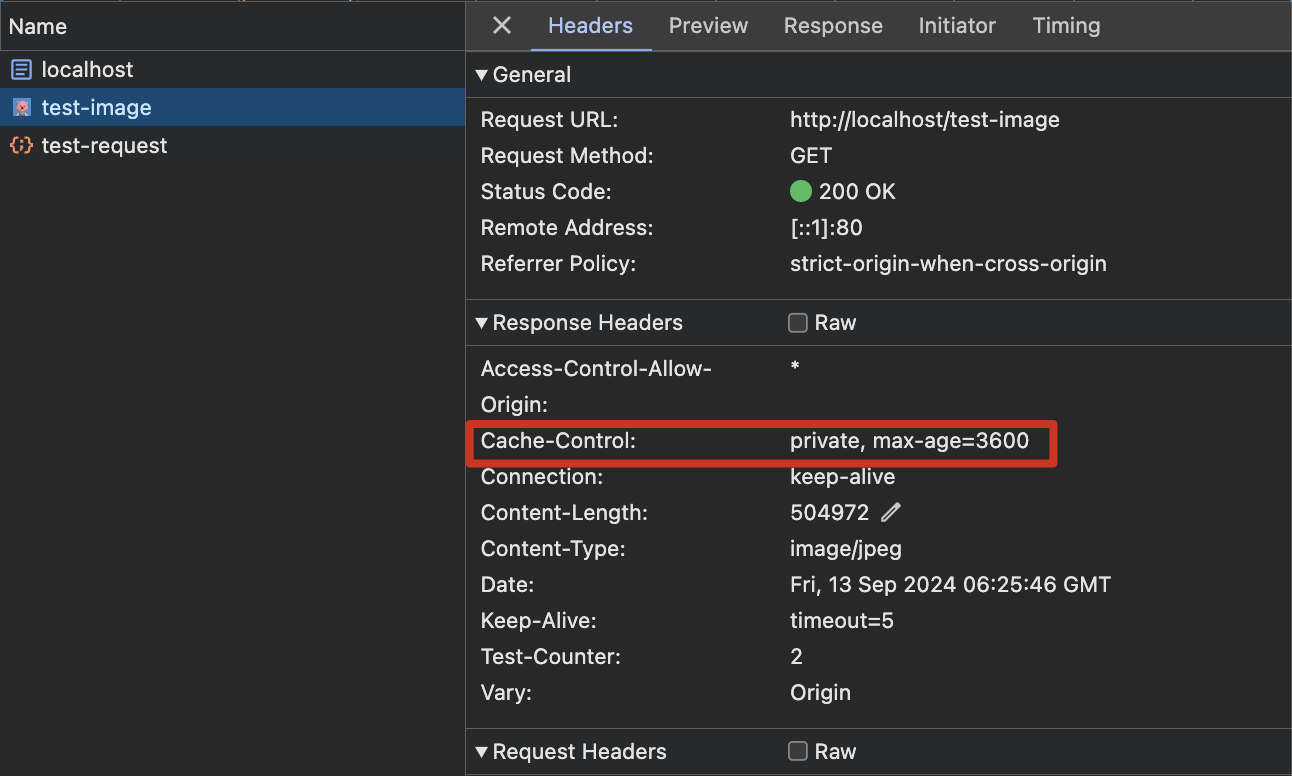 Name
localhost
test-image
test-request
Headers Preview Response Initiator Timing
General
Request URL: http://localhost/test-image
Request Method: GET
Status Code: 200 OK
Remote Address: [::1]:80
Referrer Policy: strict-origin-when-cross-origin
Response Headers Raw
Access-Control-Allow- *
Origin:
Cache-Control: private, max-age=3600
Connection: keep-alive
Content-Length: 504972
Content-Type: image/jpeg
Date: Fri, 13 Sep 2024 06:25:46 GMT
Keep-Alive: timeout=5
Test-Counter: 2
Vary: Origin
Request Headers Raw